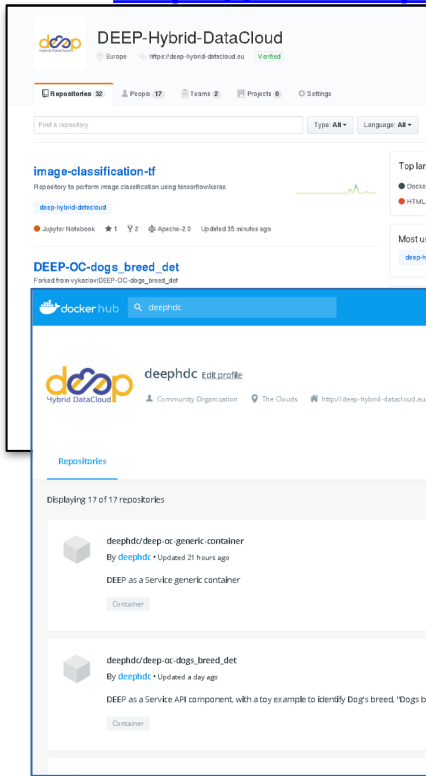 deep
Hybrid DataCloud
DEEP-Hybrid-DataCloud
Europe https://deep-hybrid-datacloud.eu Verified
Repositories 32 People 17 Teams 2 Projects 0 Settings
Find a repository... Type: All Language: All
image-classification-tf
Repository to perform image classification using tensorflow/keras.
deep-hybrid-datacloud
Jupyter Notebook 1 2 Apache-2.0 Updated 35 minutes ago
Top lan
Docke
HTML
Most us
deep-h
DEEP-OC-dogs_breed_det
Forked from vykozlov/DEEP-OC-dogs_breed_det
docker hub deephdc
deep
Hybrid DataCloud
deephdc Edit profile
Community Organization The Clouds http://deep-hybrid-datacloud.eu
Repositories
Displaying 17 of 17 repositories
deephdc/deep-oc-generic-container
By deephdc • Updated 21 hours ago
DEEP as a Service generic container
Container
deephdc/deep-oc-dogs_breed_det
By deephdc • Updated a day ago
DEEP as a Service API component, with a toy example to identify Dog's breed, "Dogs b
Container